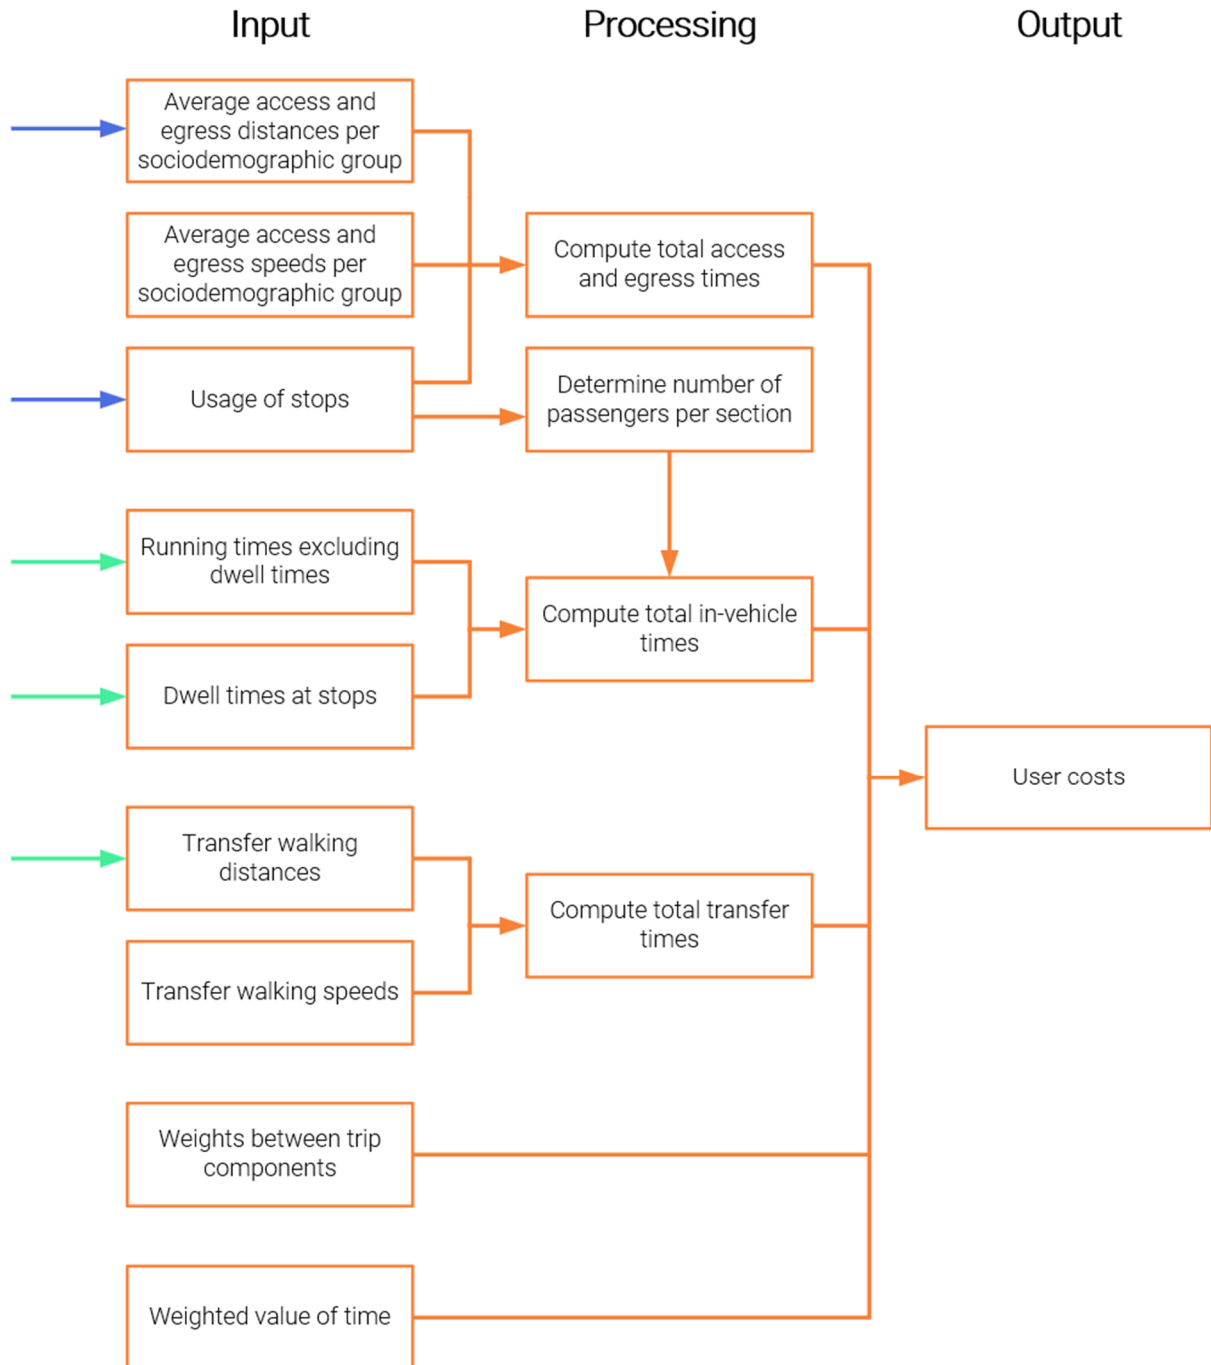 Input
Processing
Output
Average access and
egress distances per
sociodemographic group
Average access and
egress speeds per
sociodemographic group
Compute total access
and egress times
Usage of stops
Determine number of
passengers per section
Running times excluding
dwell times
Compute total in-vehicle
times
Dwell times at stops
User costs
Transfer walking
distances
Compute total transfer
times
Transfer walking speeds
Weights between trip
components
Weighted value of time